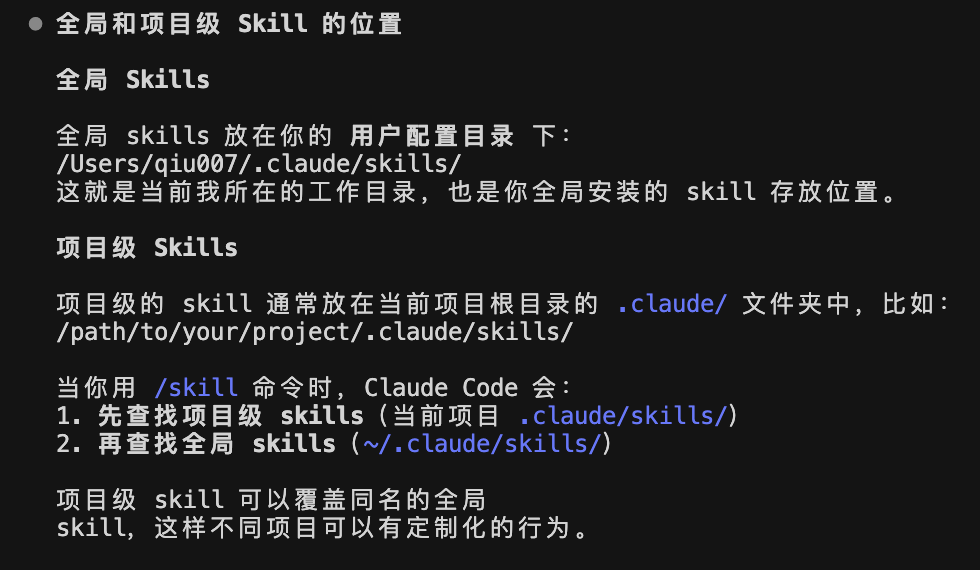 全局和项目级 Skill 的位置
全局 Skills
全局 skills 放在你的 用户配置目录 下：
/Users/qiu007/.claude/skills/
这就是当前我所在的工作目录，也是你全局安装的 skill 存放位置。
项目级 Skills
项目级的 skill 通常放在当前项目根目录的 .claude/ 文件夹中，比如：
/path/to/your/project/.claude/skills/
当你用 /skill 命令时，Claude Code 会：
1. 先查找项目级 skills（当前项目 .claude/skills/）
2. 再查找全局 skills（~/.claude/skills/）
项目级 skill 可以覆盖同名的全局
skill，这样不同项目可以有定制化的行为。